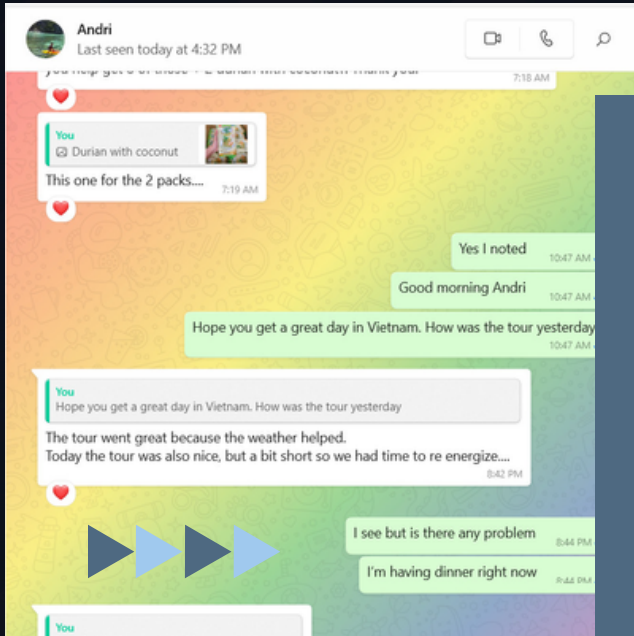 Andri
Last seen today at 4:32 PM
7:18 AM
You
Durian with coconut
This one for the 2 packs....
7:19 AM
Yes I noted
10:47 AM
Good morning Andri
10:47 AM
Hope you get a great day in Vietnam. How was the tour yesterday
10:47 AM
You
Hope you get a great day in Vietnam. How was the tour yesterday
The tour went great because the weather helped.
Today the tour was also nice, but a bit short so we had time to re energize....
8:42 PM
I see but is there any problem
8:44 PM
I'm having dinner right now
8:44 PM
You